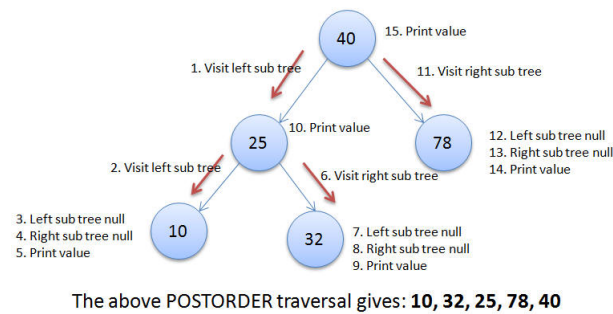 40
15. Print value
1. Visit left sub tree
11. Visit right sub tree
25
10. Print value
78
12. Left sub tree null
13. Right sub tree null
14. Print value
2. Visit left sub tree
6. Visit right sub tree
3. Left sub tree null
4. Right sub tree null
5. Print value
10
32
7. Left sub tree null
8. Right sub tree null
9. Print value
The above POSTORDER traversal gives: 10, 32, 25, 78, 40